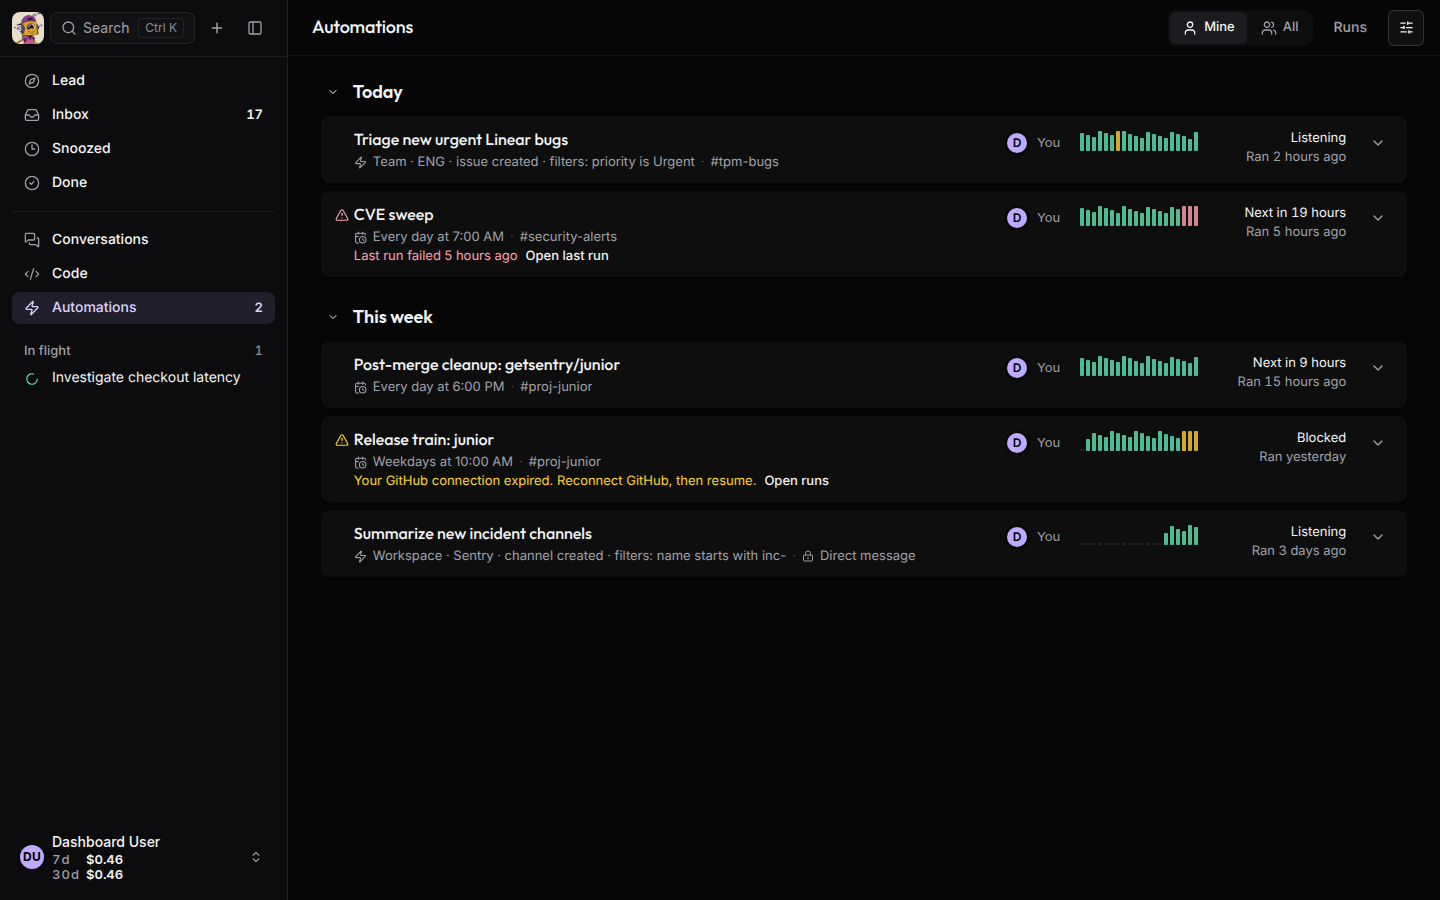 Search Ctrl K
Lead
Inbox 17
Snoozed
Done
Conversations
Code
Automations 2
In flight 1
Investigate checkout latency
DU Dashboard User
7d $0.46
30d $0.46
Automations Mine All Runs
Today
Triage new urgent Linear bugs D You Listening
Team · ENG · issue created · filters: priority is Urgent · #tpm-bugs Ran 2 hours ago
CVE sweep D You Next in 19 hours
Every day at 7:00 AM · #security-alerts Ran 5 hours ago
Last run failed 5 hours ago Open last run
This week
Post-merge cleanup: getsentry/junior D You Next in 9 hours
Every day at 6:00 PM · #proj-junior Ran 15 hours ago
Release train: junior D You Blocked
Weekdays at 10:00 AM · #proj-junior Ran yesterday
Your GitHub connection expired. Reconnect GitHub, then resume. Open runs
Summarize new incident channels D You Listening
Workspace · Sentry · channel created · filters: name starts with inc- · Direct message Ran 3 days ago